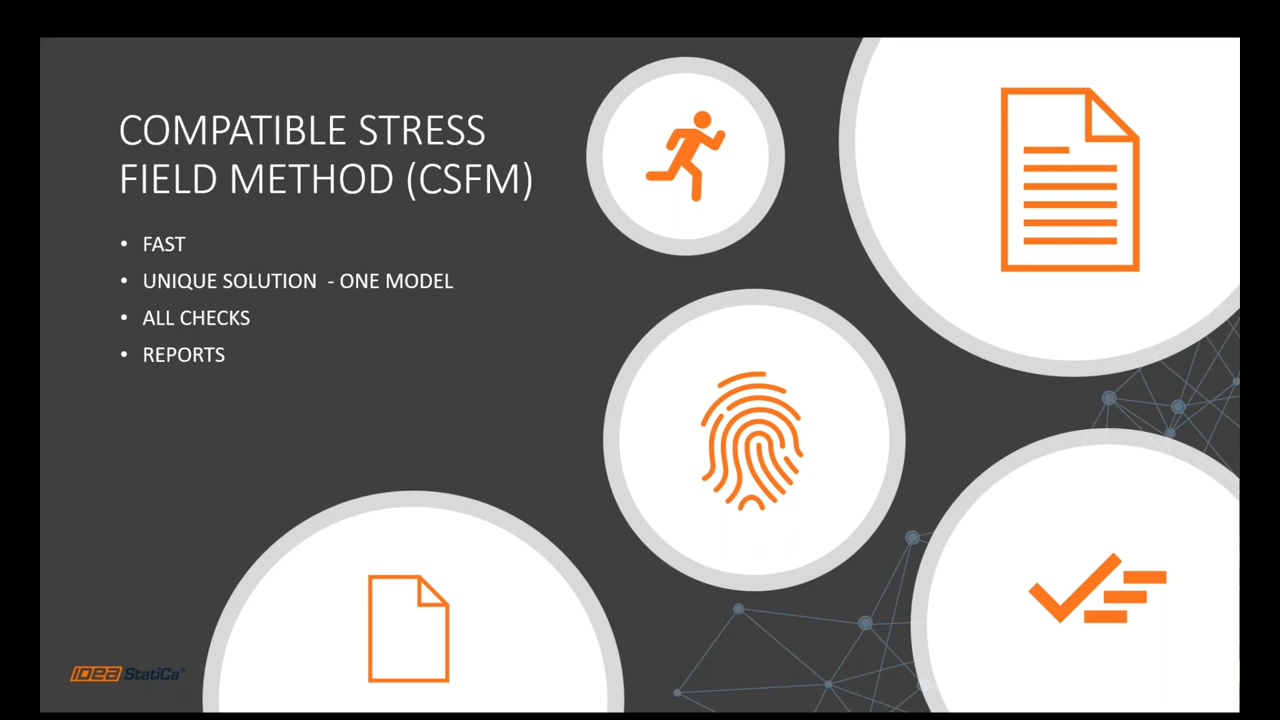 COMPATIBLE STRESS
FIELD METHOD (CSFM)
• FAST
• UNIQUE SOLUTION - ONE MODEL
• ALL CHECKS
• REPORTS
IDEA StatiCa®